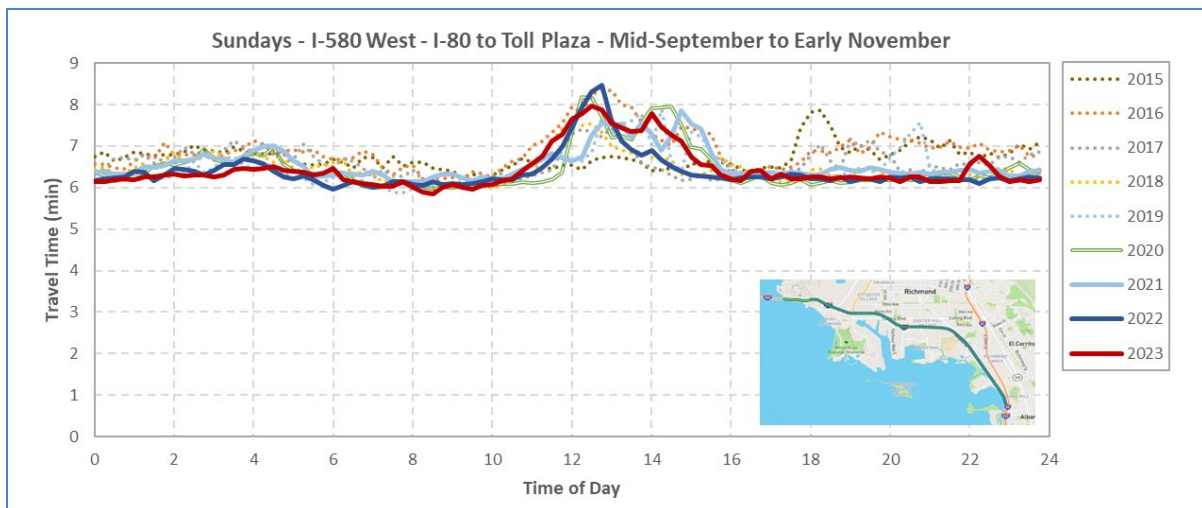 Sundays - I-580 West - I-80 to Toll Plaza - Mid-September to Early November
Travel Time (min)
9
8
7
6
5
4
3
2
1
0
0 2 4 6 8 10 12 14 16 18 20 22 24
Time of Day
2015
2016
2017
2018
2019
2020
2021
2022
2023
Richmond
El Cerrito
Alban